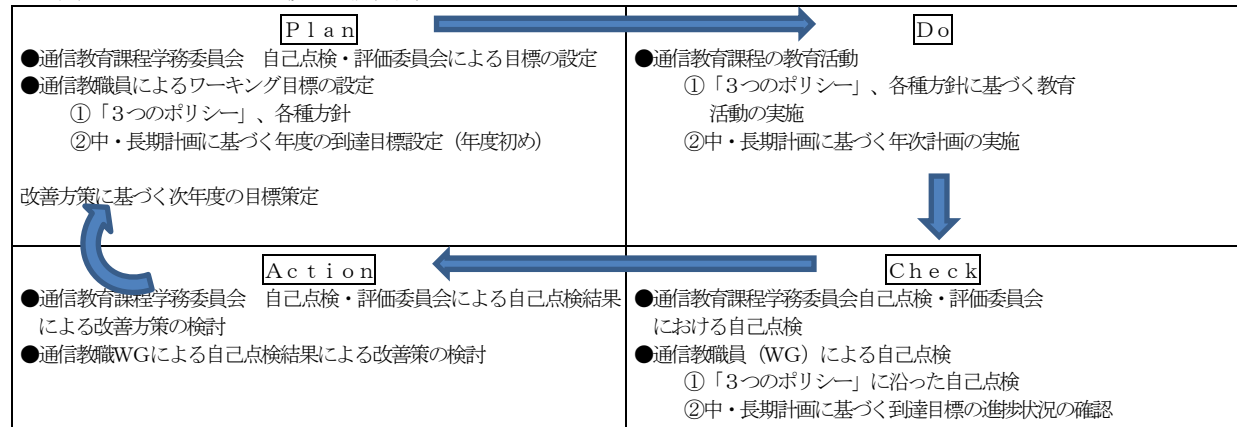 Plan
●通信教育課程学務委員会　自己点検・評価委員会による目標の設定
●通信教職員によるワーキング目標の設定
①「３つのポリシー」、各種方針
②中・長期計画に基づく年度の到達目標設定（年度初め）
改善方策に基づく次年度の目標策定
Do
●通信教育課程の教育活動
①「３つのポリシー」、各種方針に基づく教育
活動の実施
②中・長期計画に基づく年次計画の実施
Action
●通信教育課程学務委員会　自己点検・評価委員会による自己点検結果
による改善方策の検討
●通信教職WGによる自己点検結果による改善策の検討
Check
●通信教育課程学務委員会自己点検・評価委員会
における自己点検
●通信教職員（WG）による自己点検
①「３つのポリシー」に沿った自己点検
②中・長期計画に基づく到達目標の進捗状況の確認